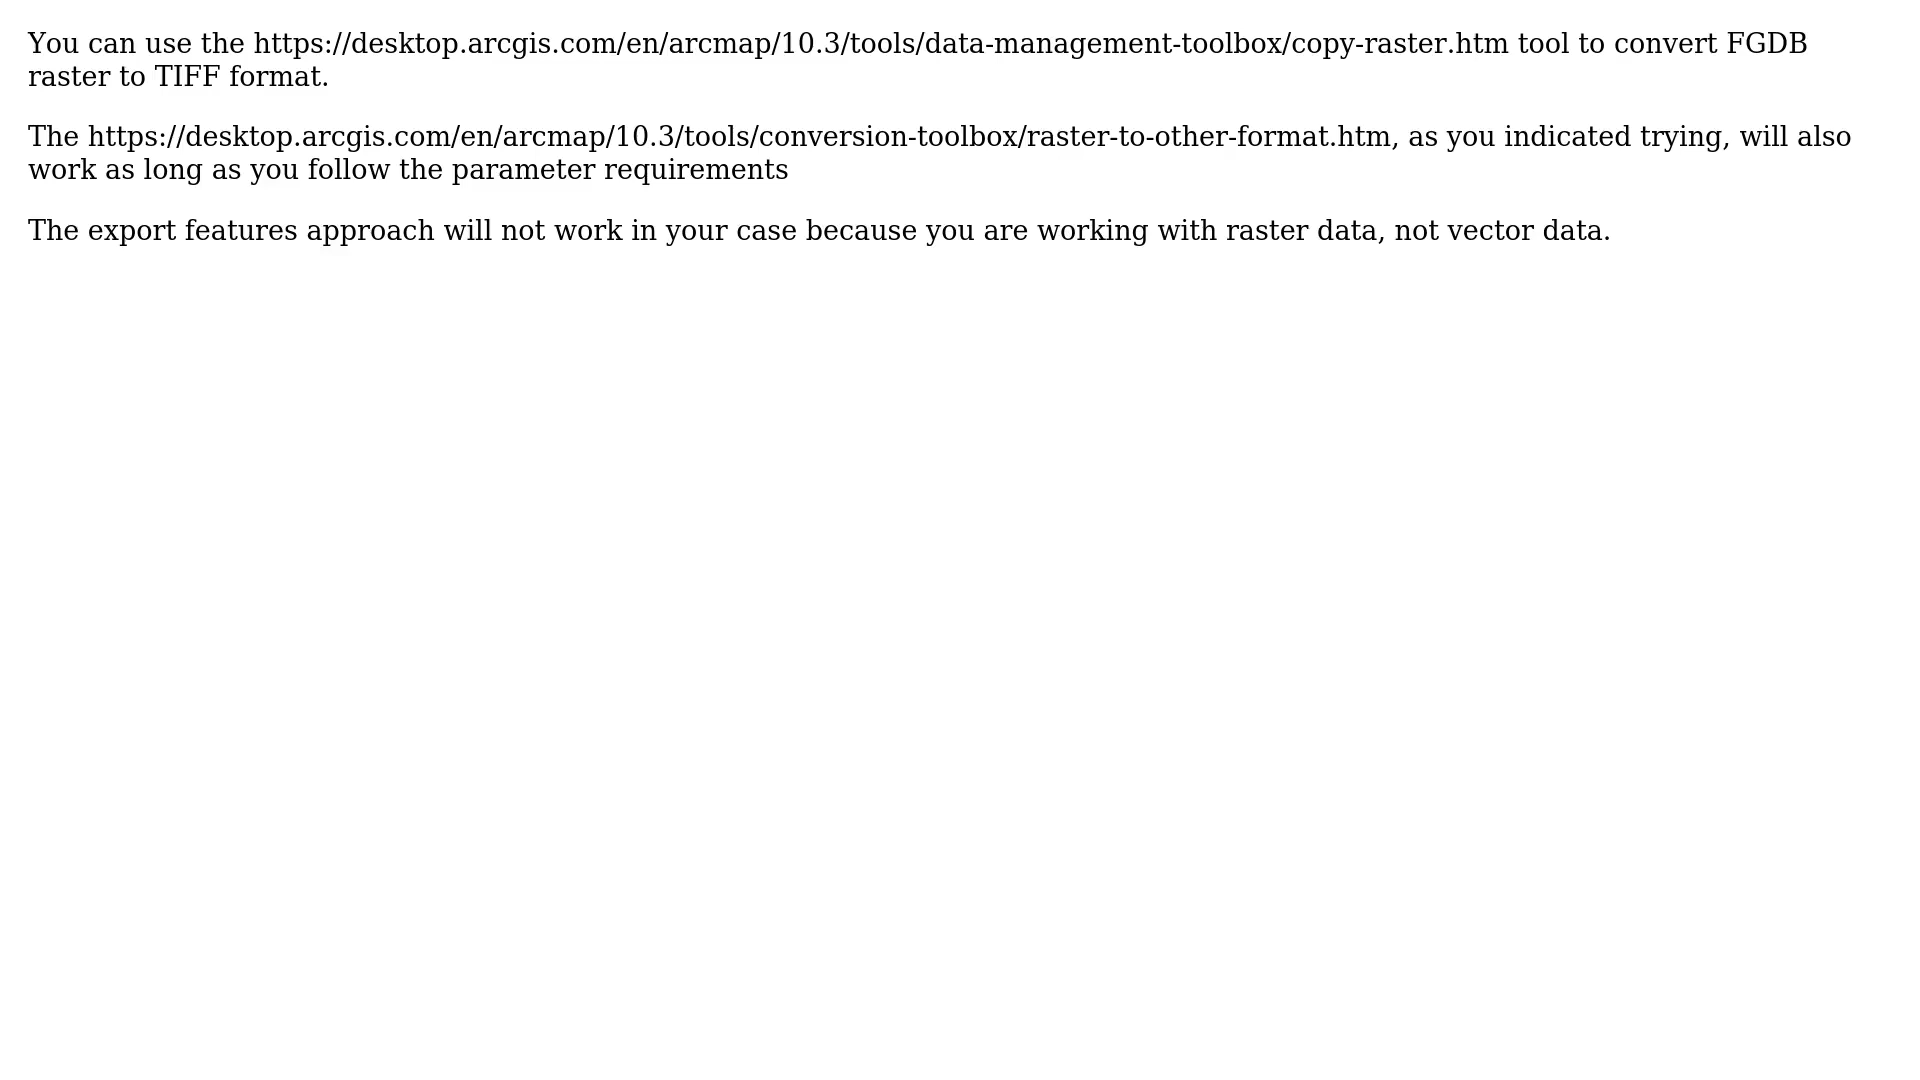 You can use the https://desktop.arcgis.com/en/arcmap/10.3/tools/data-management-toolbox/copy-raster.htm tool to convert FGDB
raster to TIFF format.
The https://desktop.arcgis.com/en/arcmap/10.3/tools/conversion-toolbox/raster-to-other-format.htm, as you indicated trying, will also
work as long as you follow the parameter requirements
The export features approach will not work in your case because you are working with raster data, not vector data.